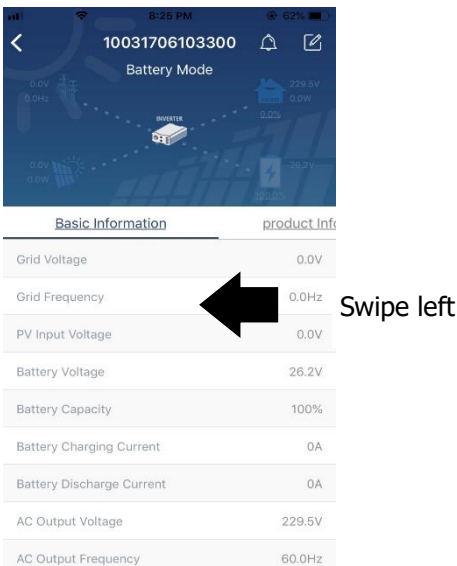 8:25 PM
62%
10031706103300
Battery Mode
0.0V
0.0Hz
229.5V
0.0W
0.0%
INVERTER
0.0V
0.0W
26.2V
100.0%
Basic Information
product Info
Grid Voltage 0.0V
Grid Frequency 0.0Hz
Swipe left
PV Input Voltage 0.0V
Battery Voltage 26.2V
Battery Capacity 100%
Battery Charging Current 0A
Battery Discharge Current 0A
AC Output Voltage 229.5V
AC Output Frequency 60.0Hz